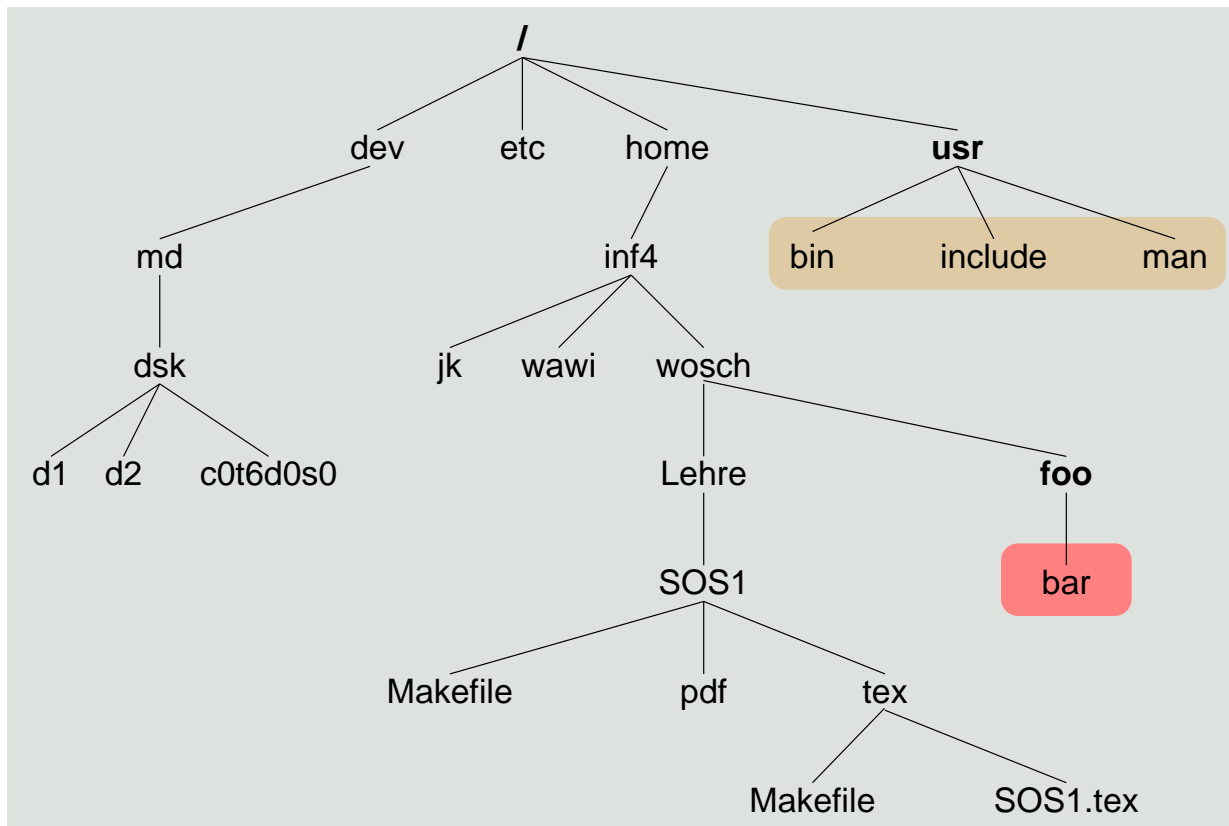 /
dev etc home usr
md inf4 bin include man
dsk jk wawi wosch
d1 d2 c0t6d0s0 Lehre foo
SOS1 bar
Makefile pdf tex
Makefile SOS1.tex